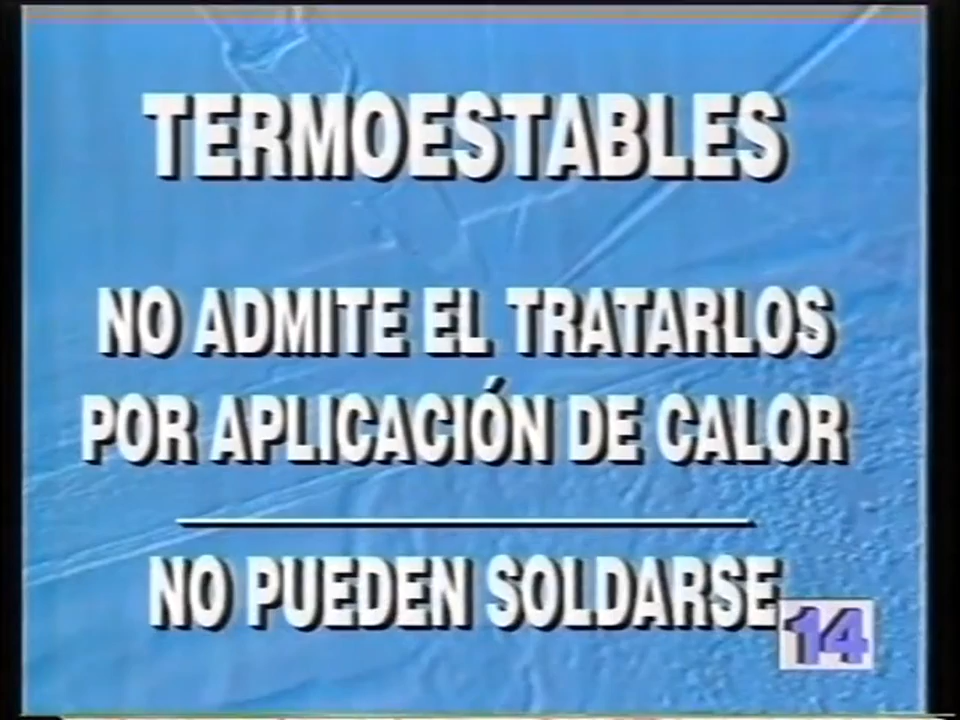 TERMOESTABLES
NO ADMITE EL TRATARLOS
POR APLICACIÓN DE CALOR
NO PUEDEN SOLDARSE
14